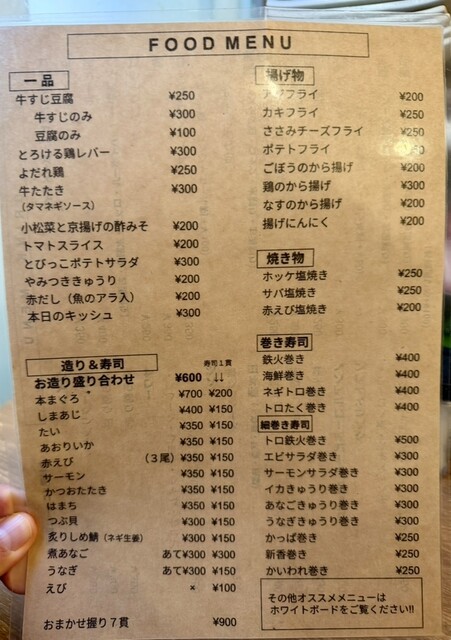 FOOD MENU
一品
牛すじ豆腐 ¥250
牛すじのみ ¥300
豆腐のみ ¥100
とろける鶏レバー ¥300
よだれ鶏 ¥250
牛たたき ¥300
(タマネギソース)
小松菜と京揚げの酢みそ ¥200
トマトスライス ¥200
とびっこポテトサラダ ¥300
やみつききゅうり ¥200
赤だし（魚のアラ入） ¥200
本日のキッシュ ¥300
造り＆寿司 寿司１貫
お造り盛り合わせ ¥600 ↓↓
本まぐろ ¥700 ¥200
しまあじ ¥400 ¥150
たい ¥350 ¥150
あおりいか ¥350 ¥150
赤えび （３尾）¥350 ¥150
サーモン ¥350 ¥150
かつおたたき ¥350 ¥150
はまち ¥350 ¥150
つぶ貝 ¥350 ¥150
炙りしめ鯖（ネギ生姜） ¥300 ¥150
煮あなご あて¥300 ¥300
うなぎ あて¥300 ¥150
えび × ¥100
おまかせ握り７貫 ¥900
揚げ物
フライ ¥200
カキフライ ¥250
ささみチーズフライ ¥250
ポテトフライ
ごぼうのから揚げ ¥200
鶏のから揚げ ¥300
なすのから揚げ ¥200
揚げにんにく ¥200
焼き物
ホッケ塩焼き ¥250
サバ塩焼き ¥250
赤えび塩焼き ¥200
巻き寿司
鉄火巻き ¥400
海鮮巻き ¥400
ネギトロ巻き ¥400
トロたく巻き ¥400
細巻き寿司
トロ鉄火巻き ¥500
エビサラダ巻き ¥300
サーモンサラダ巻き ¥300
イカきゅうり巻き ¥300
あなごきゅうり巻き ¥300
うなぎきゅうり巻き ¥300
かっぱ巻き ¥250
新香巻き ¥250
かいわれ巻き ¥250
その他オススメメニューは
ホワイトボードをご覧ください!!